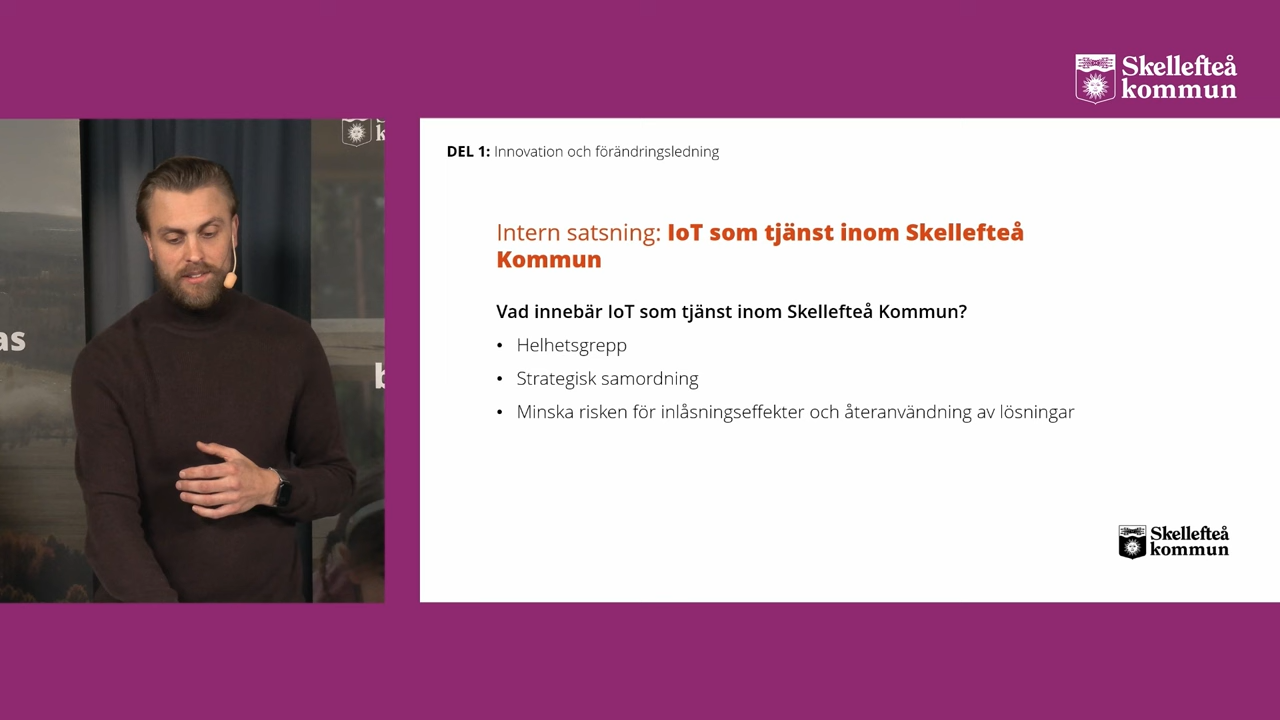 Skellefteå
kommun
as
DEL 1: Innovation och förändringsledning
Intern satsning: IoT som tjänst inom Skellefteå
Kommun
Vad innebär IoT som tjänst inom Skellefteå Kommun?
• Helhetsgrepp
• Strategisk samordning
• Minska risken för inlåsningseffekter och återanvändning av lösningar
Skellefteå
kommun